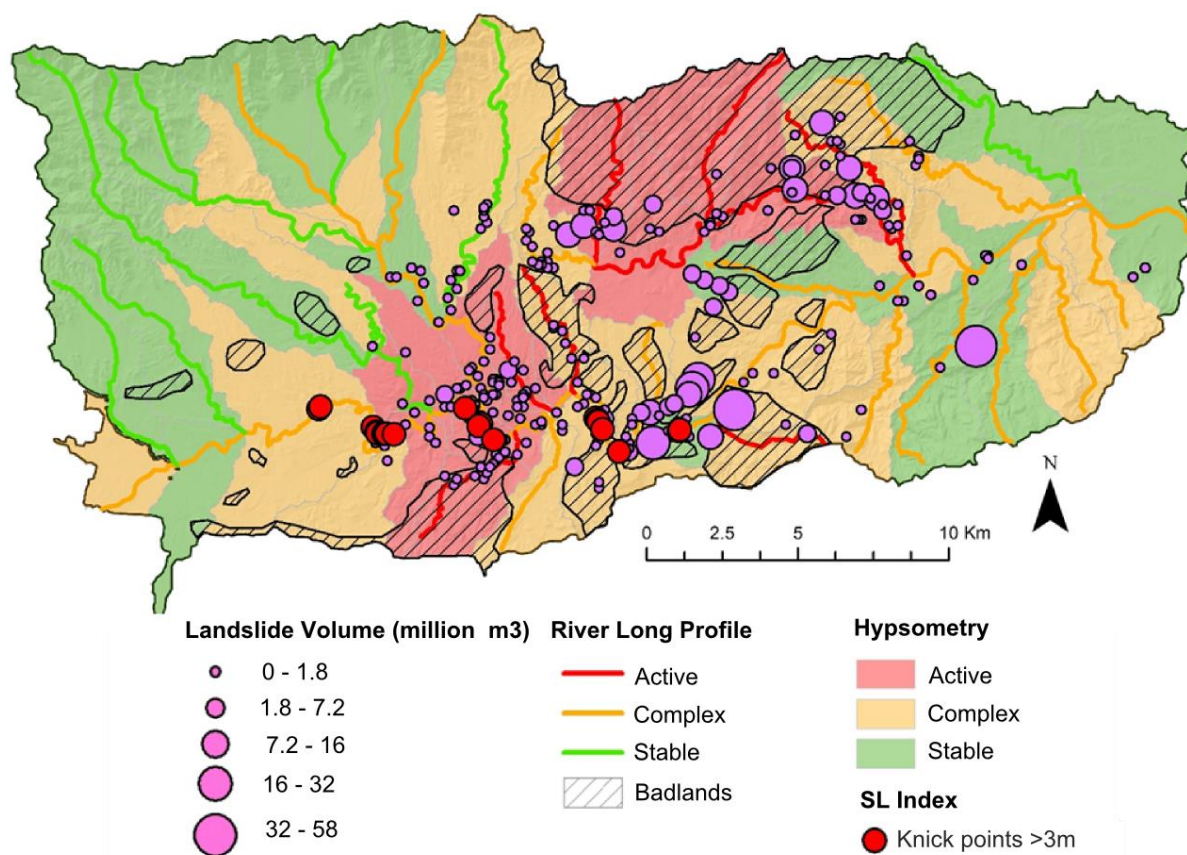 N
0 2.5 5 10 Km
Landslide Volume (million m3)
0 - 1.8
1.8 - 7.2
7.2 - 16
16 - 32
32 - 58
River Long Profile
Active
Complex
Stable
Badlands
Hypsometry
Active
Complex
Stable
SL Index
Knick points >3m